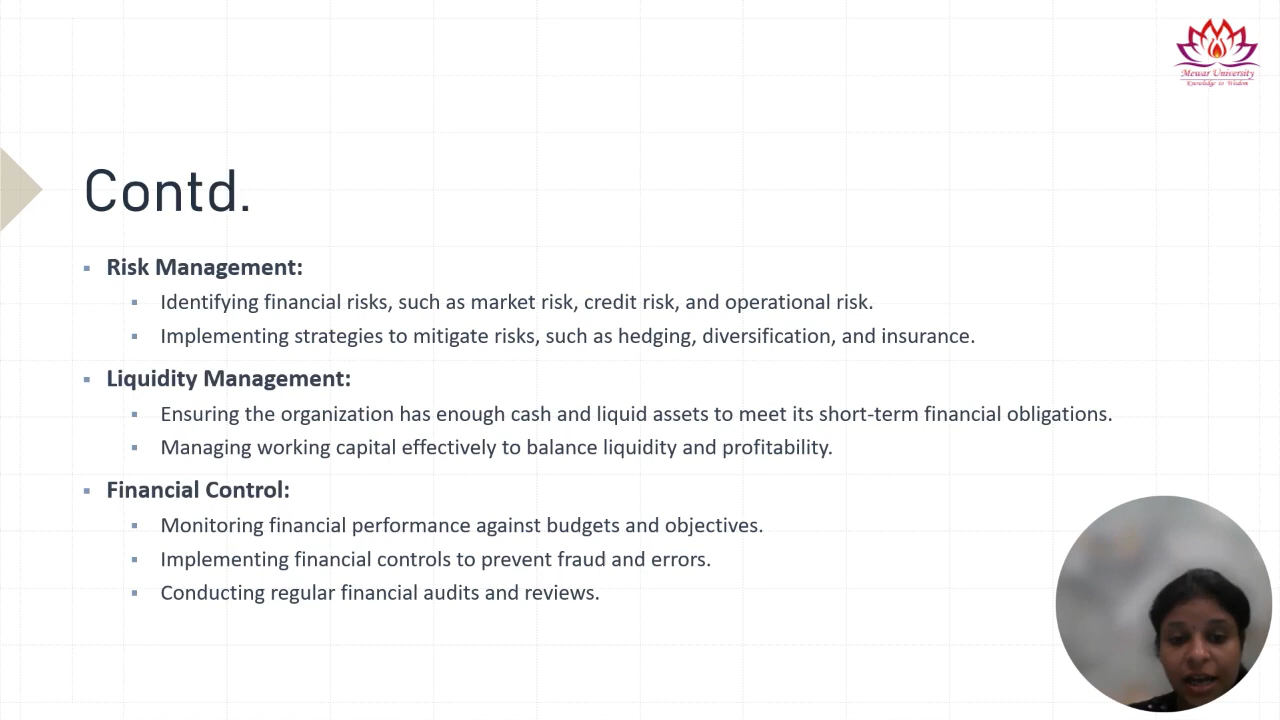 Mewar University
Knowledge to Wisdom
Contd.
Risk Management:
Identifying financial risks, such as market risk, credit risk, and operational risk.
Implementing strategies to mitigate risks, such as hedging, diversification, and insurance.
Liquidity Management:
Ensuring the organization has enough cash and liquid assets to meet its short-term financial obligations.
Managing working capital effectively to balance liquidity and profitability.
Financial Control:
Monitoring financial performance against budgets and objectives.
Implementing financial controls to prevent fraud and errors.
Conducting regular financial audits and reviews.